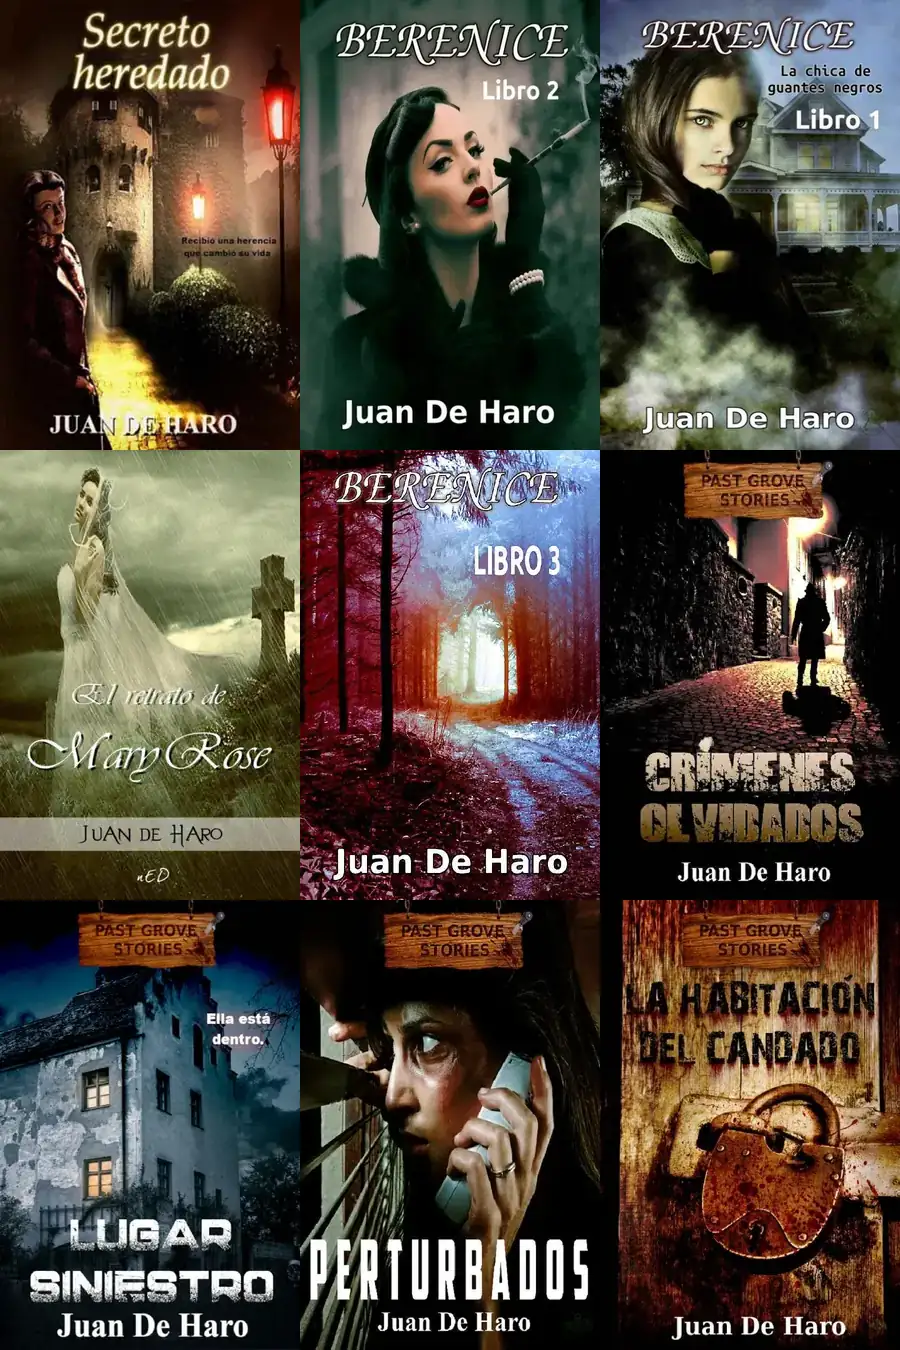 Secreto
heredado
Recibió una herencia
que cambió su vida
JUAN DE HARO
BERENICE
Libro 2
Juan De Haro
BERENICE
La chica de
guantes negros
Libro 1
Juan De Haro
El retrato de
Mary Rose
JUAN DE HARO
nED
BERENICE
LIBRO 3
Juan De Haro
PAST GROVE
STORIES
CRÍMENES
OLVIDADOS
Juan De Haro
PAST GROVE
STORIES
Ella está
dentro.
LUGAR
SINIESTRO
Juan De Haro
PAST GROVE
STORIES
PERTURBADOS
Juan De Haro
PAST GROVE
STORIES
LA HABITACIÓN
DEL CANDADO
Juan De Haro